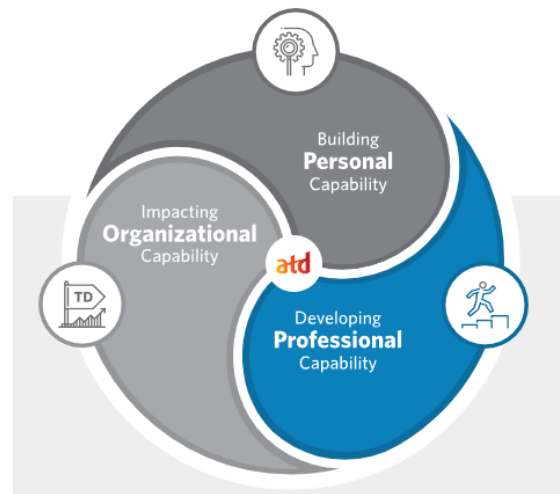 Building
Personal
Capability
Impacting
Organizational
Capability
atd
TD
Developing
Professional
Capability